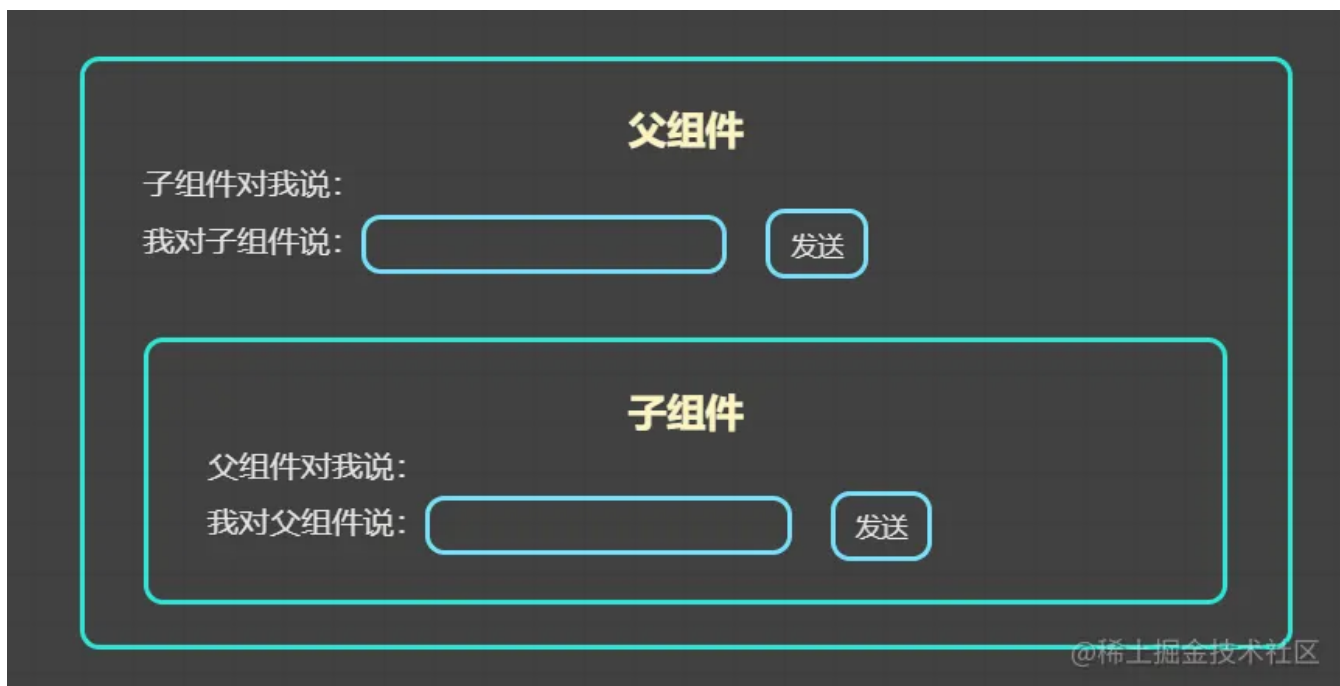 父组件
子组件对我说：
我对子组件说：
发送
子组件
父组件对我说：
我对父组件说：
发送
@稀土掘金技术社区